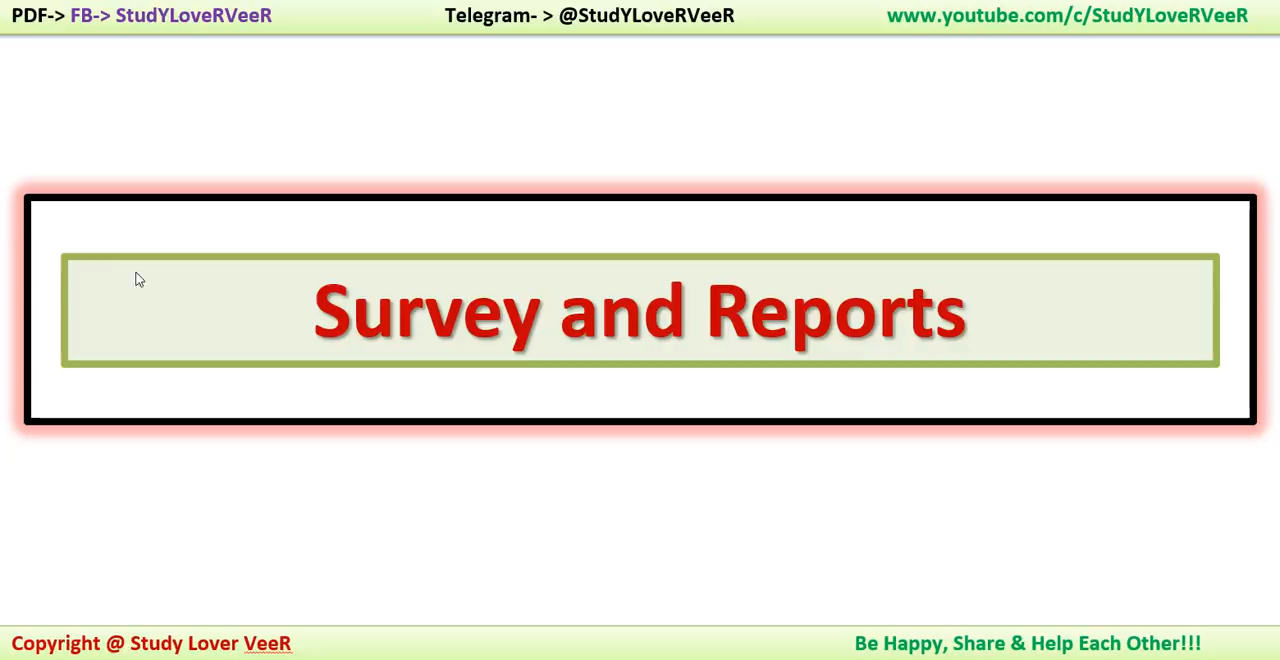 PDF-> FB-> StudYLoveRVeeR Telegram- > @StudYLoveRVeeR www.youtube.com/c/StudYLoveRVeeR
Survey and Reports
Copyright @ Study Lover VeeR Be Happy, Share & Help Each Other!!!